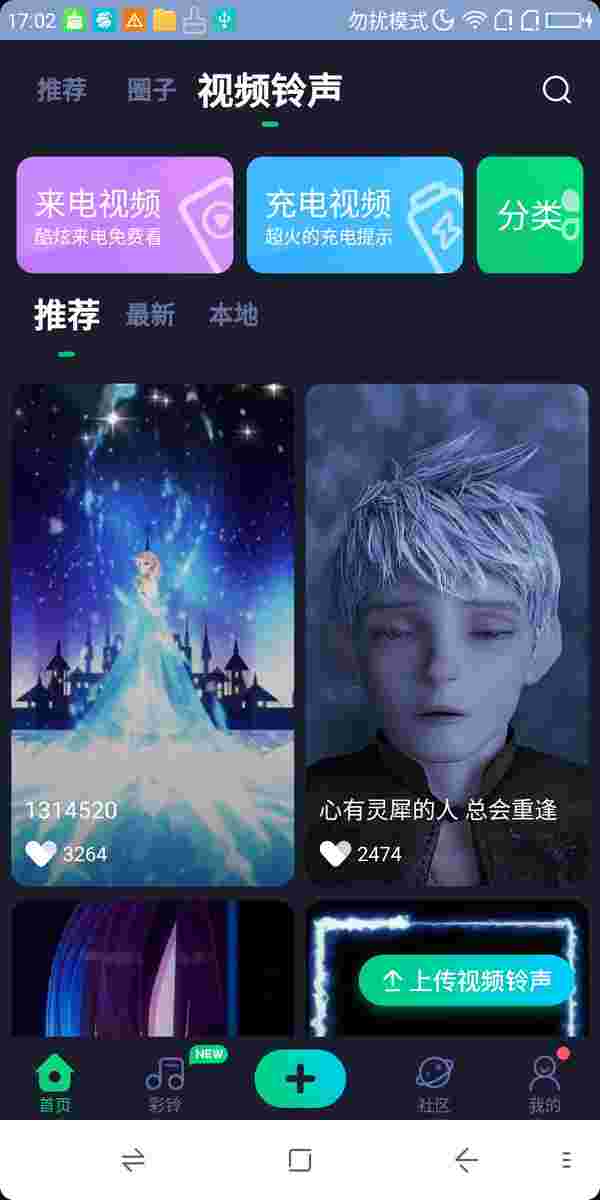 17:02
勿扰模式
推荐 圈子 视频铃声
来电视频 充电视频 分类
酷炫来电免费看 超火的充电提示
推荐 最新 本地
1314520
3264
心有灵犀的人 总会重逢
2474
上传视频铃声
NEW
首页 彩铃 社区 我的